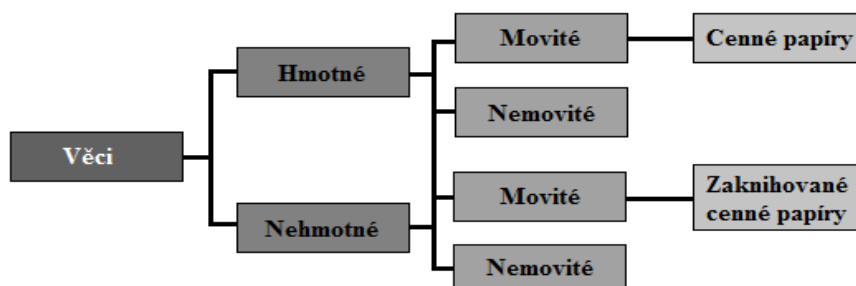 Movité
Cenné papíry
Hmotné
Nemovité
Věci
Movité
Zaknihované
cenné papíry
Nehmotné
Nemovité